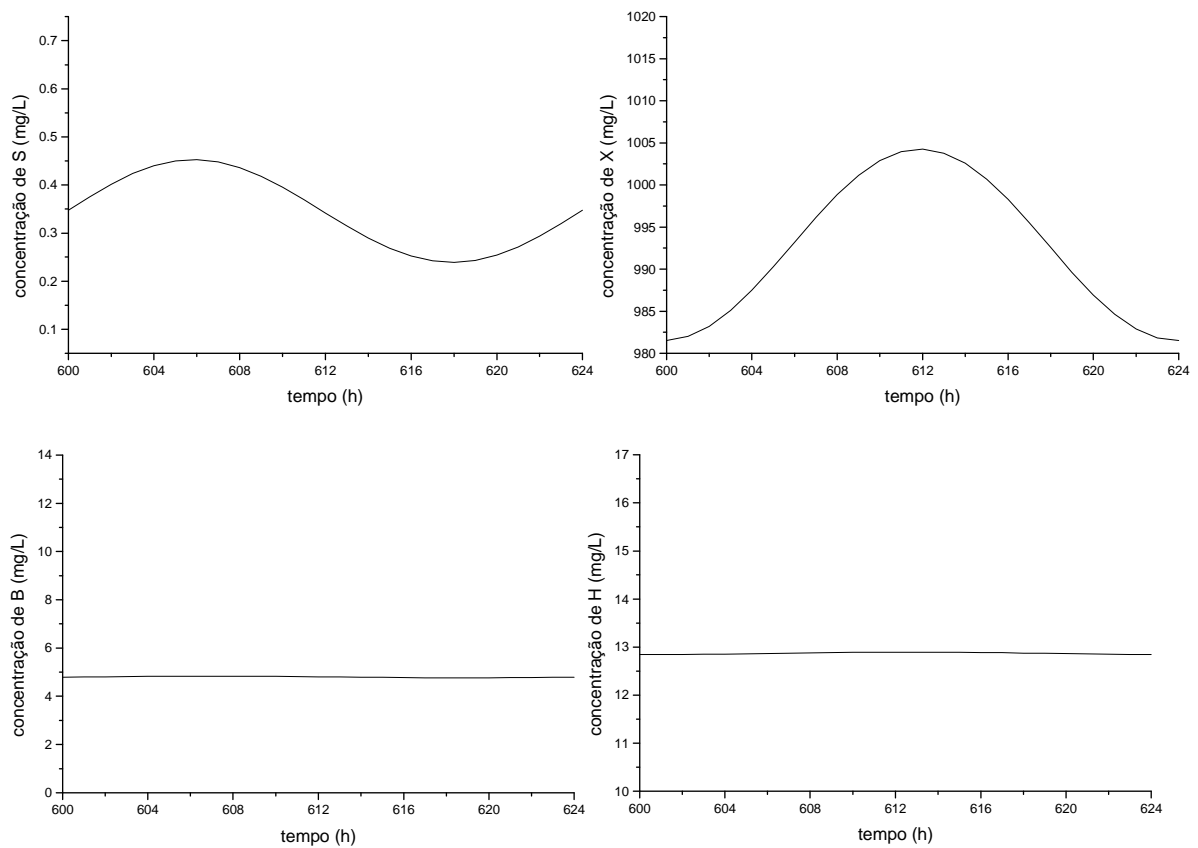 concentração de S (mg/L)
0.7
0.6
0.5
0.4
0.3
0.2
0.1
600 604 608 612 616 620 624
tempo (h)
concentração de X (mg/L)
1020
1015
1010
1005
1000
995
990
985
980
600 604 608 612 616 620 624
tempo (h)
concentração de B (mg/L)
14
12
10
8
6
4
2
0
600 604 608 612 616 620 624
tempo (h)
concentração de H (mg/L)
17
16
15
14
13
12
11
10
600 604 608 612 616 620 624
tempo (h)